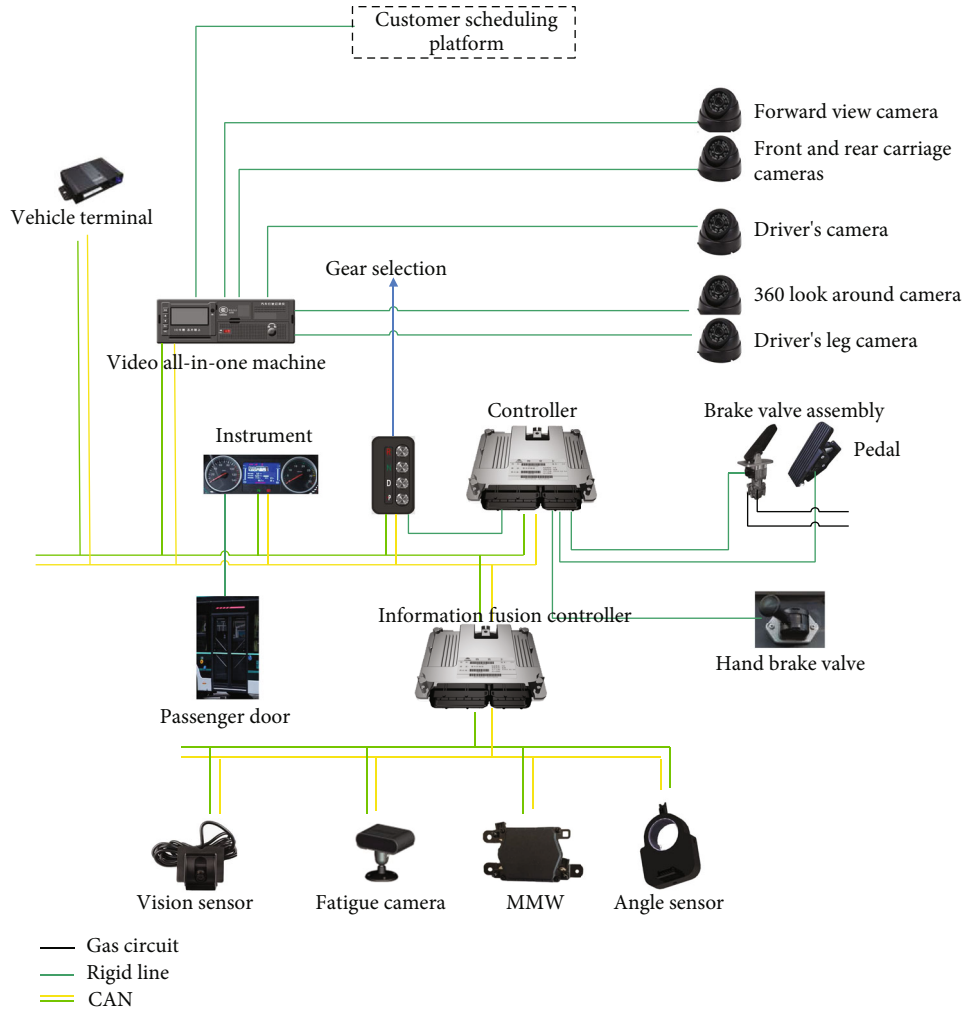 Customer scheduling
platform
Forward view camera
Front and rear carriage
cameras
Vehicle terminal
Driver's camera
Gear selection
360 look around camera
Driver's leg camera
Video all-in-one machine
Controller
Brake valve assembly
Instrument
Pedal
D
P
Information fusion controller
Hand brake valve
Passenger door
Vision sensor
Fatigue camera
MMW
Angle sensor
Gas circuit
Rigid line
CAN